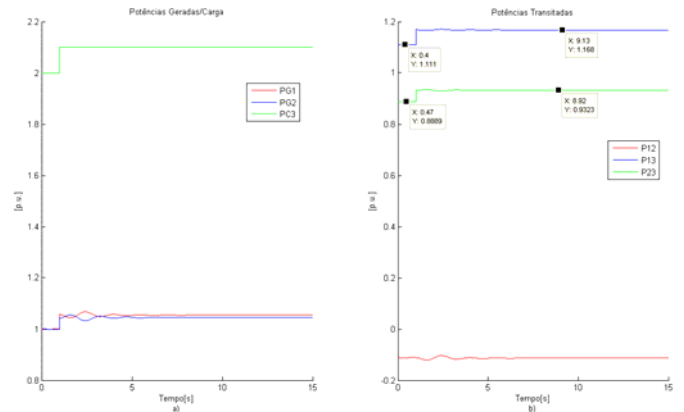 Potências Geradas/Carga
2.2
2
1.8
1.6
1.4
1.2
1
0.8
[p.u.]
PG1
PG2
PC3
0
5
10
15
Tempo[s]
a)
Potências Transitadas
1.2
1
0.8
0.6
0.4
0.2
0
-0.2
[p.u.]
X: 0.4
Y: 1.111
X: 9.13
Y: 1.168
X: 0.47
Y: 0.8889
X: 8.92
Y: 0.9323
P12
P13
P23
0
5
10
15
Tempo[s]
b)